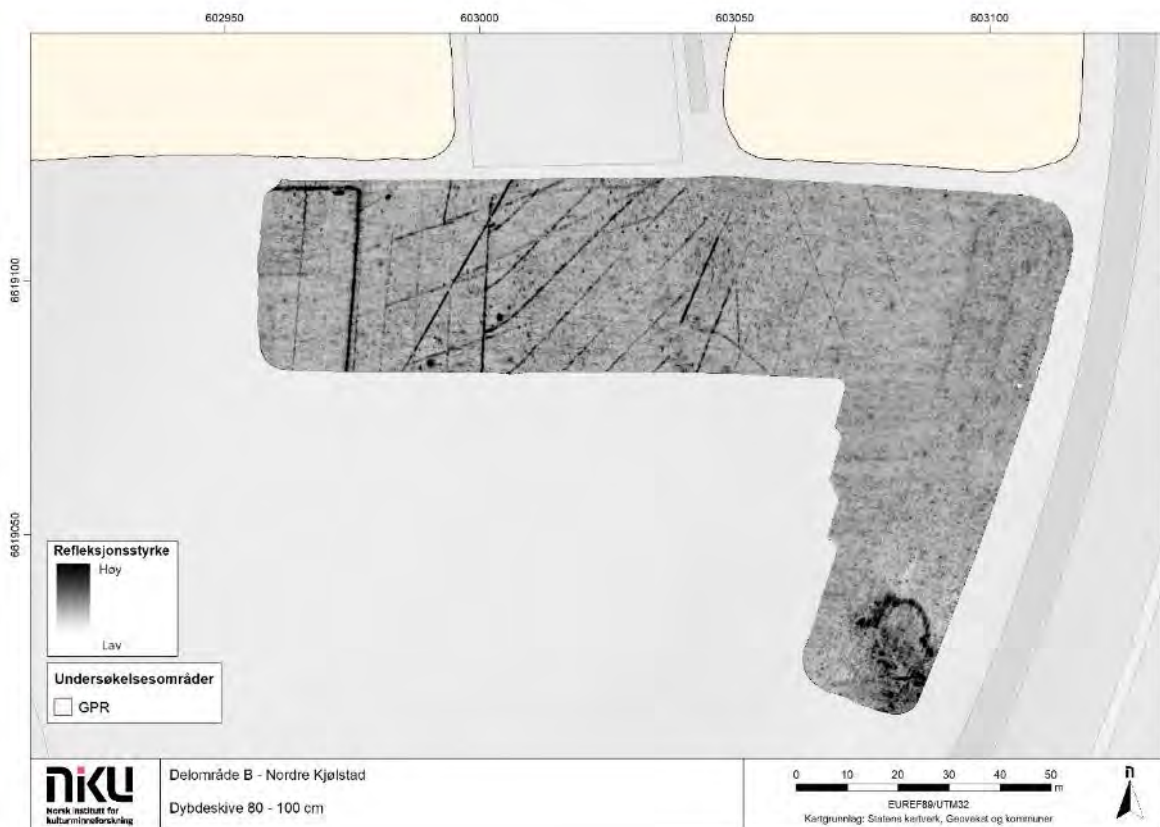 602950
603000
603050
603100
6619100
6619050
Refleksjonsstyrke
Høy
Lav
Undersøkelsesområder
GPR
NIKU
Norsk institutt for
kulturminneforskning
Delområde B - Nordre Kjølstad
Dybdeskive 80 - 100 cm
0 10 20 30 40 50
m
EUREF89/UTM32
Kartgrunnlag: Statens kartverk, Geovekst og kommuner
n